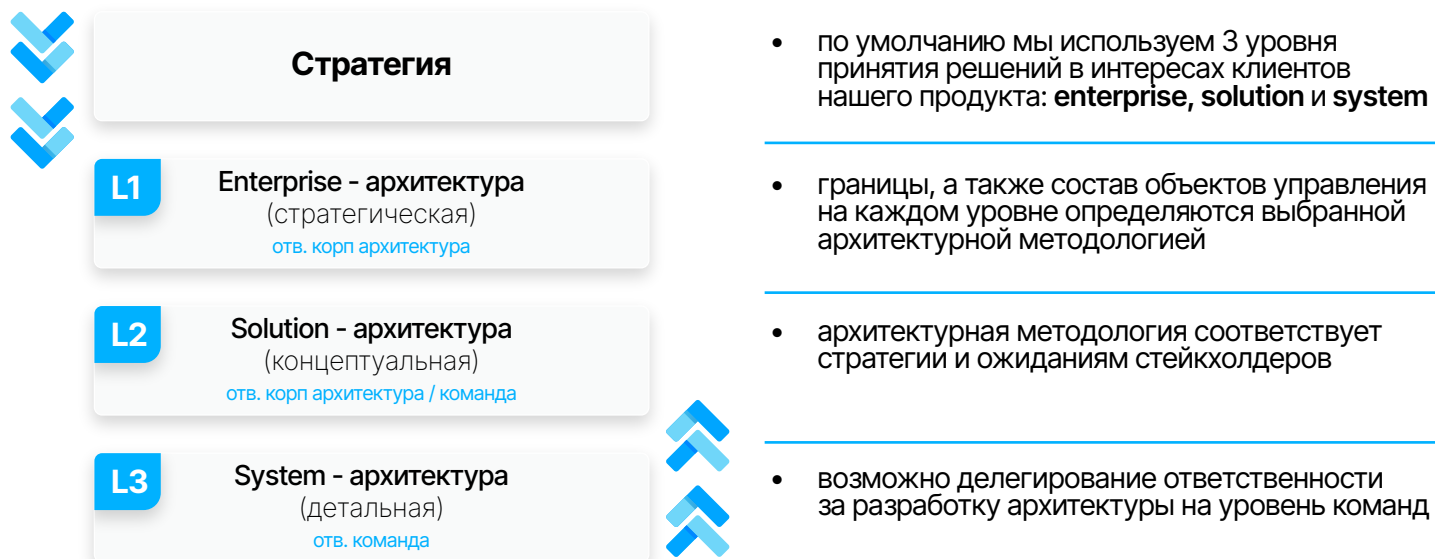 Стратегия
L1
Enterprise - архитектура
(стратегическая)
отв. корп архитектура
L2
Solution - архитектура
(концептуальная)
отв. корп архитектура / команда
L3
System - архитектура
(детальная)
отв. команда
• по умолчанию мы используем 3 уровня
принятия решений в интересах клиентов
нашего продукта: enterprise, solution и system
• границы, а также состав объектов управления
на каждом уровне определяются выбранной
архитектурной методологией
• архитектурная методология соответствует
стратегии и ожиданиям стейкхолдеров
• возможно делегирование ответственности
за разработку архитектуры на уровень команд